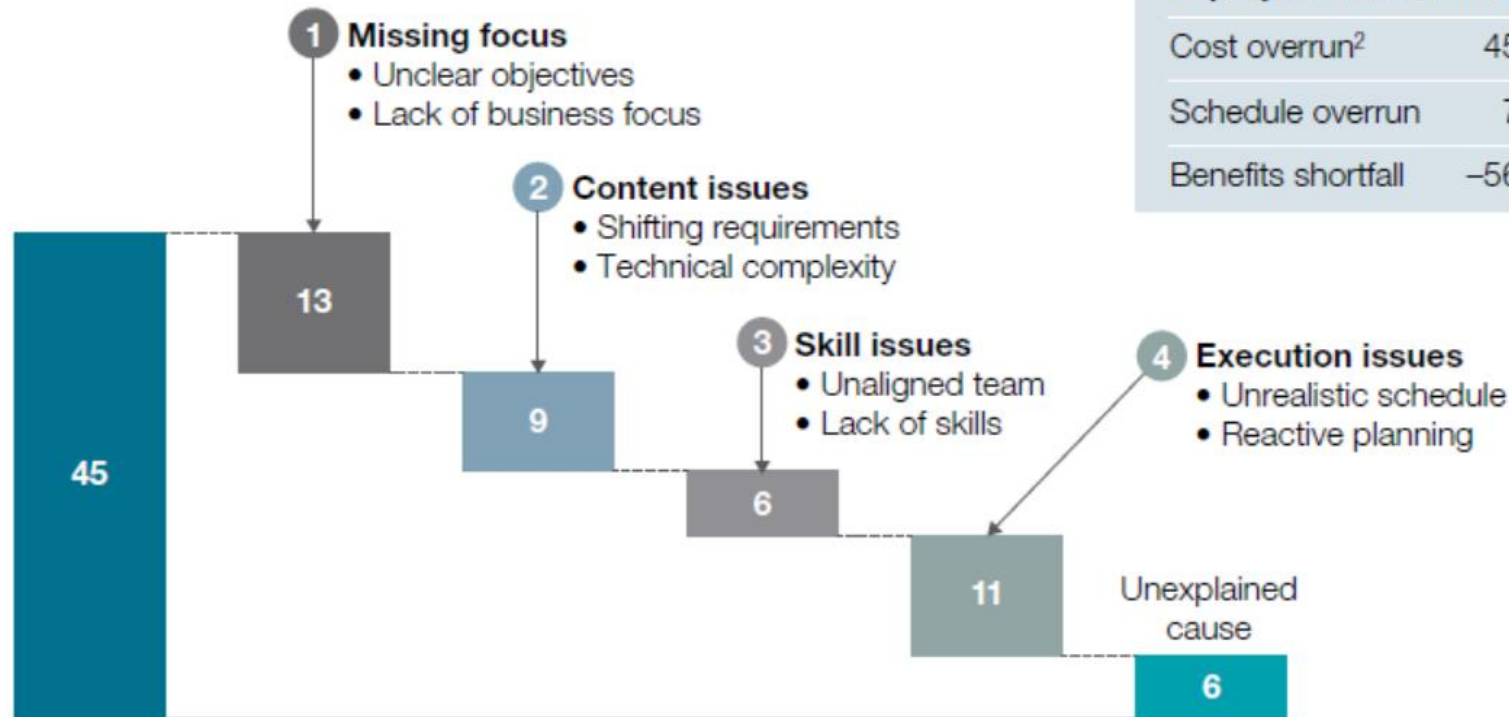 1 Missing focus
• Unclear objectives
• Lack of business focus
Cost overrun²
Schedule overrun
Benefits shortfall
2 Content issues
• Shifting requirements
• Technical complexity
3 Skill issues
• Unaligned team
• Lack of skills
4 Execution issues
• Unrealistic schedule
• Reactive planning
45
13
9
6
11
Unexplained
cause
6